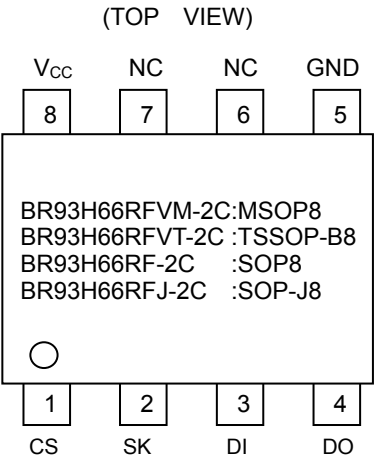 (TOP VIEW)
VCC NC NC GND
8 7 6 5
BR93H66RFVM-2C:MSOP8
BR93H66RFVT-2C :TSSOP-B8
BR93H66RF-2C :SOP8
BR93H66RFJ-2C :SOP-J8
1 2 3 4
CS SK DI DO